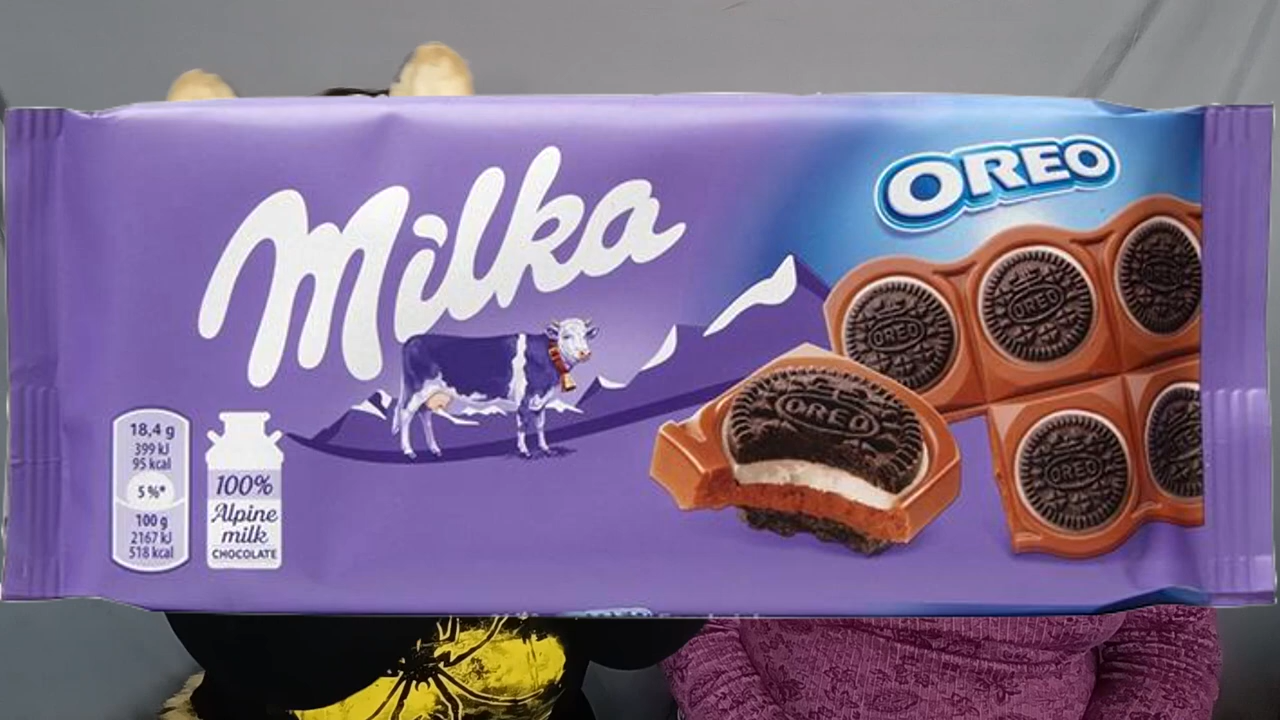 Milka
OREO
OREO
OREO
OREO
OREO
18,4 g
399 kJ
95 kcal
5 %*
100 g
2167 kJ
518 kcal
100%
Alpine
milk
CHOCOLATE